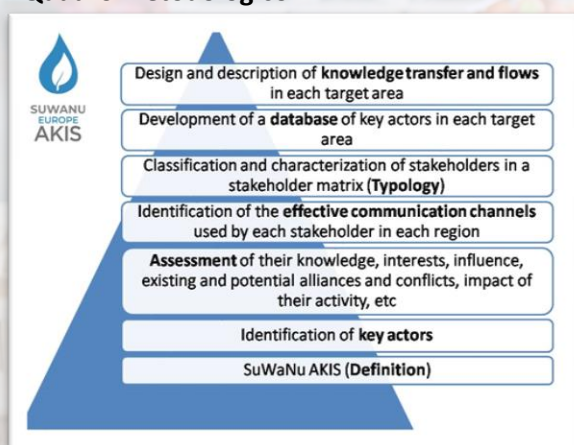 SUWANU
EUROPE
AKIS
Design and description of knowledge transfer and flows
in each target area
Development of a database of key actors in each target
area
Classification and characterization of stakeholders in a
stakeholder matrix (Typology)
Identification of the effective communication channels
used by each stakeholder in each region
Assessment of their knowledge, interests, influence,
existing and potential alliances and conflicts, impact of
their activity, etc
Identification of key actors
SuWaNu AKIS (Definition)